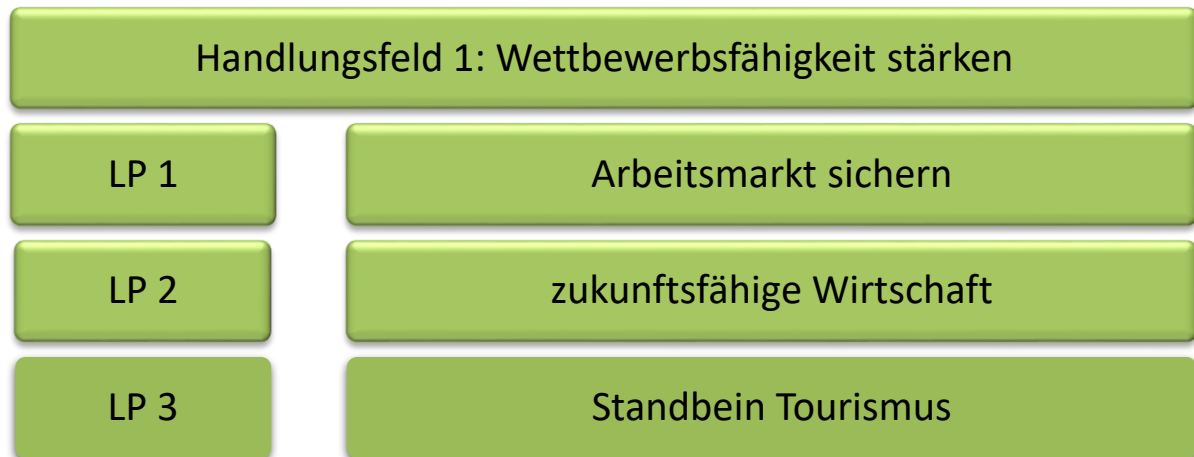 Handlungsfeld 1: Wettbewerbsfähigkeit stärken
LP 1 Arbeitsmarkt sichern
LP 2 zukunftsfähige Wirtschaft
LP 3 Standbein Tourismus